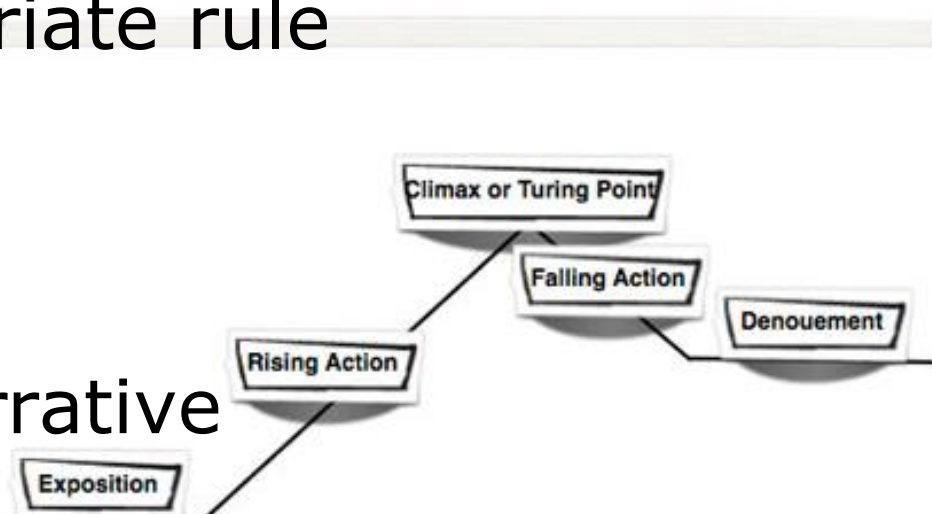 riate rule
Climax or Turing Point
Falling Action
Denouement
Rising Action
rrative
Exposition